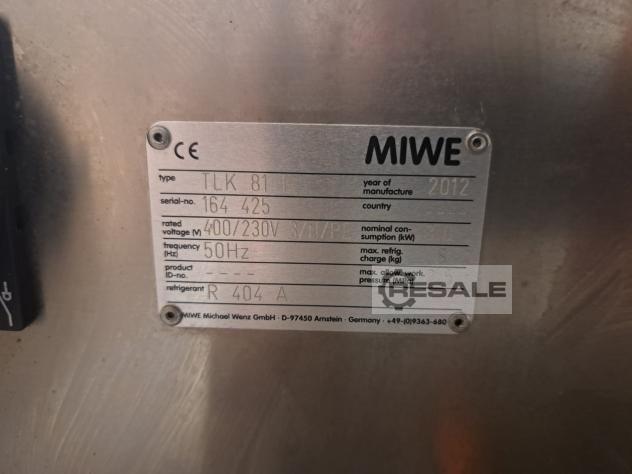 CE MIWE
type TLK 81 year of manufacture 2012
serial-no. 164 425 country
rated voltage (V) 400/230V 3/N/PE nominal consumption (kW)
frequency (Hz) 50Hz max. refrig. charge (kg)
product ID-no. ---- max. allow. work. pressure
refrigerant R 404 A
RESALE
MIWE Michael Wenz GmbH · D-97450 Arnstein · Germany · +49-(0)9363-680